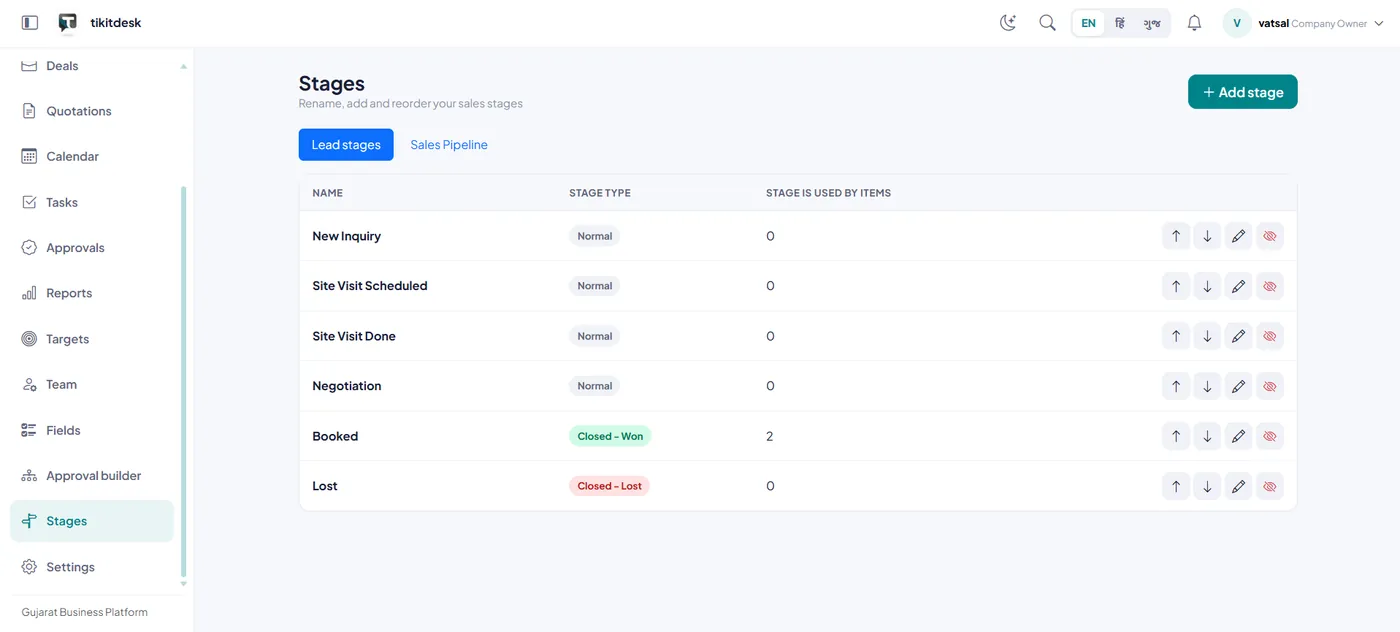 tikitdesk
EN हिं ગુજ
V vatsal Company Owner
Deals
Quotations
Calendar
Tasks
Approvals
Reports
Targets
Team
Fields
Approval builder
Stages
Settings
Gujarat Business Platform
Stages
Rename, add and reorder your sales stages
+ Add stage
Lead stages Sales Pipeline
NAME STAGE TYPE STAGE IS USED BY ITEMS
New Inquiry Normal 0
Site Visit Scheduled Normal 0
Site Visit Done Normal 0
Negotiation Normal 0
Booked Closed - Won 2
Lost Closed - Lost 0